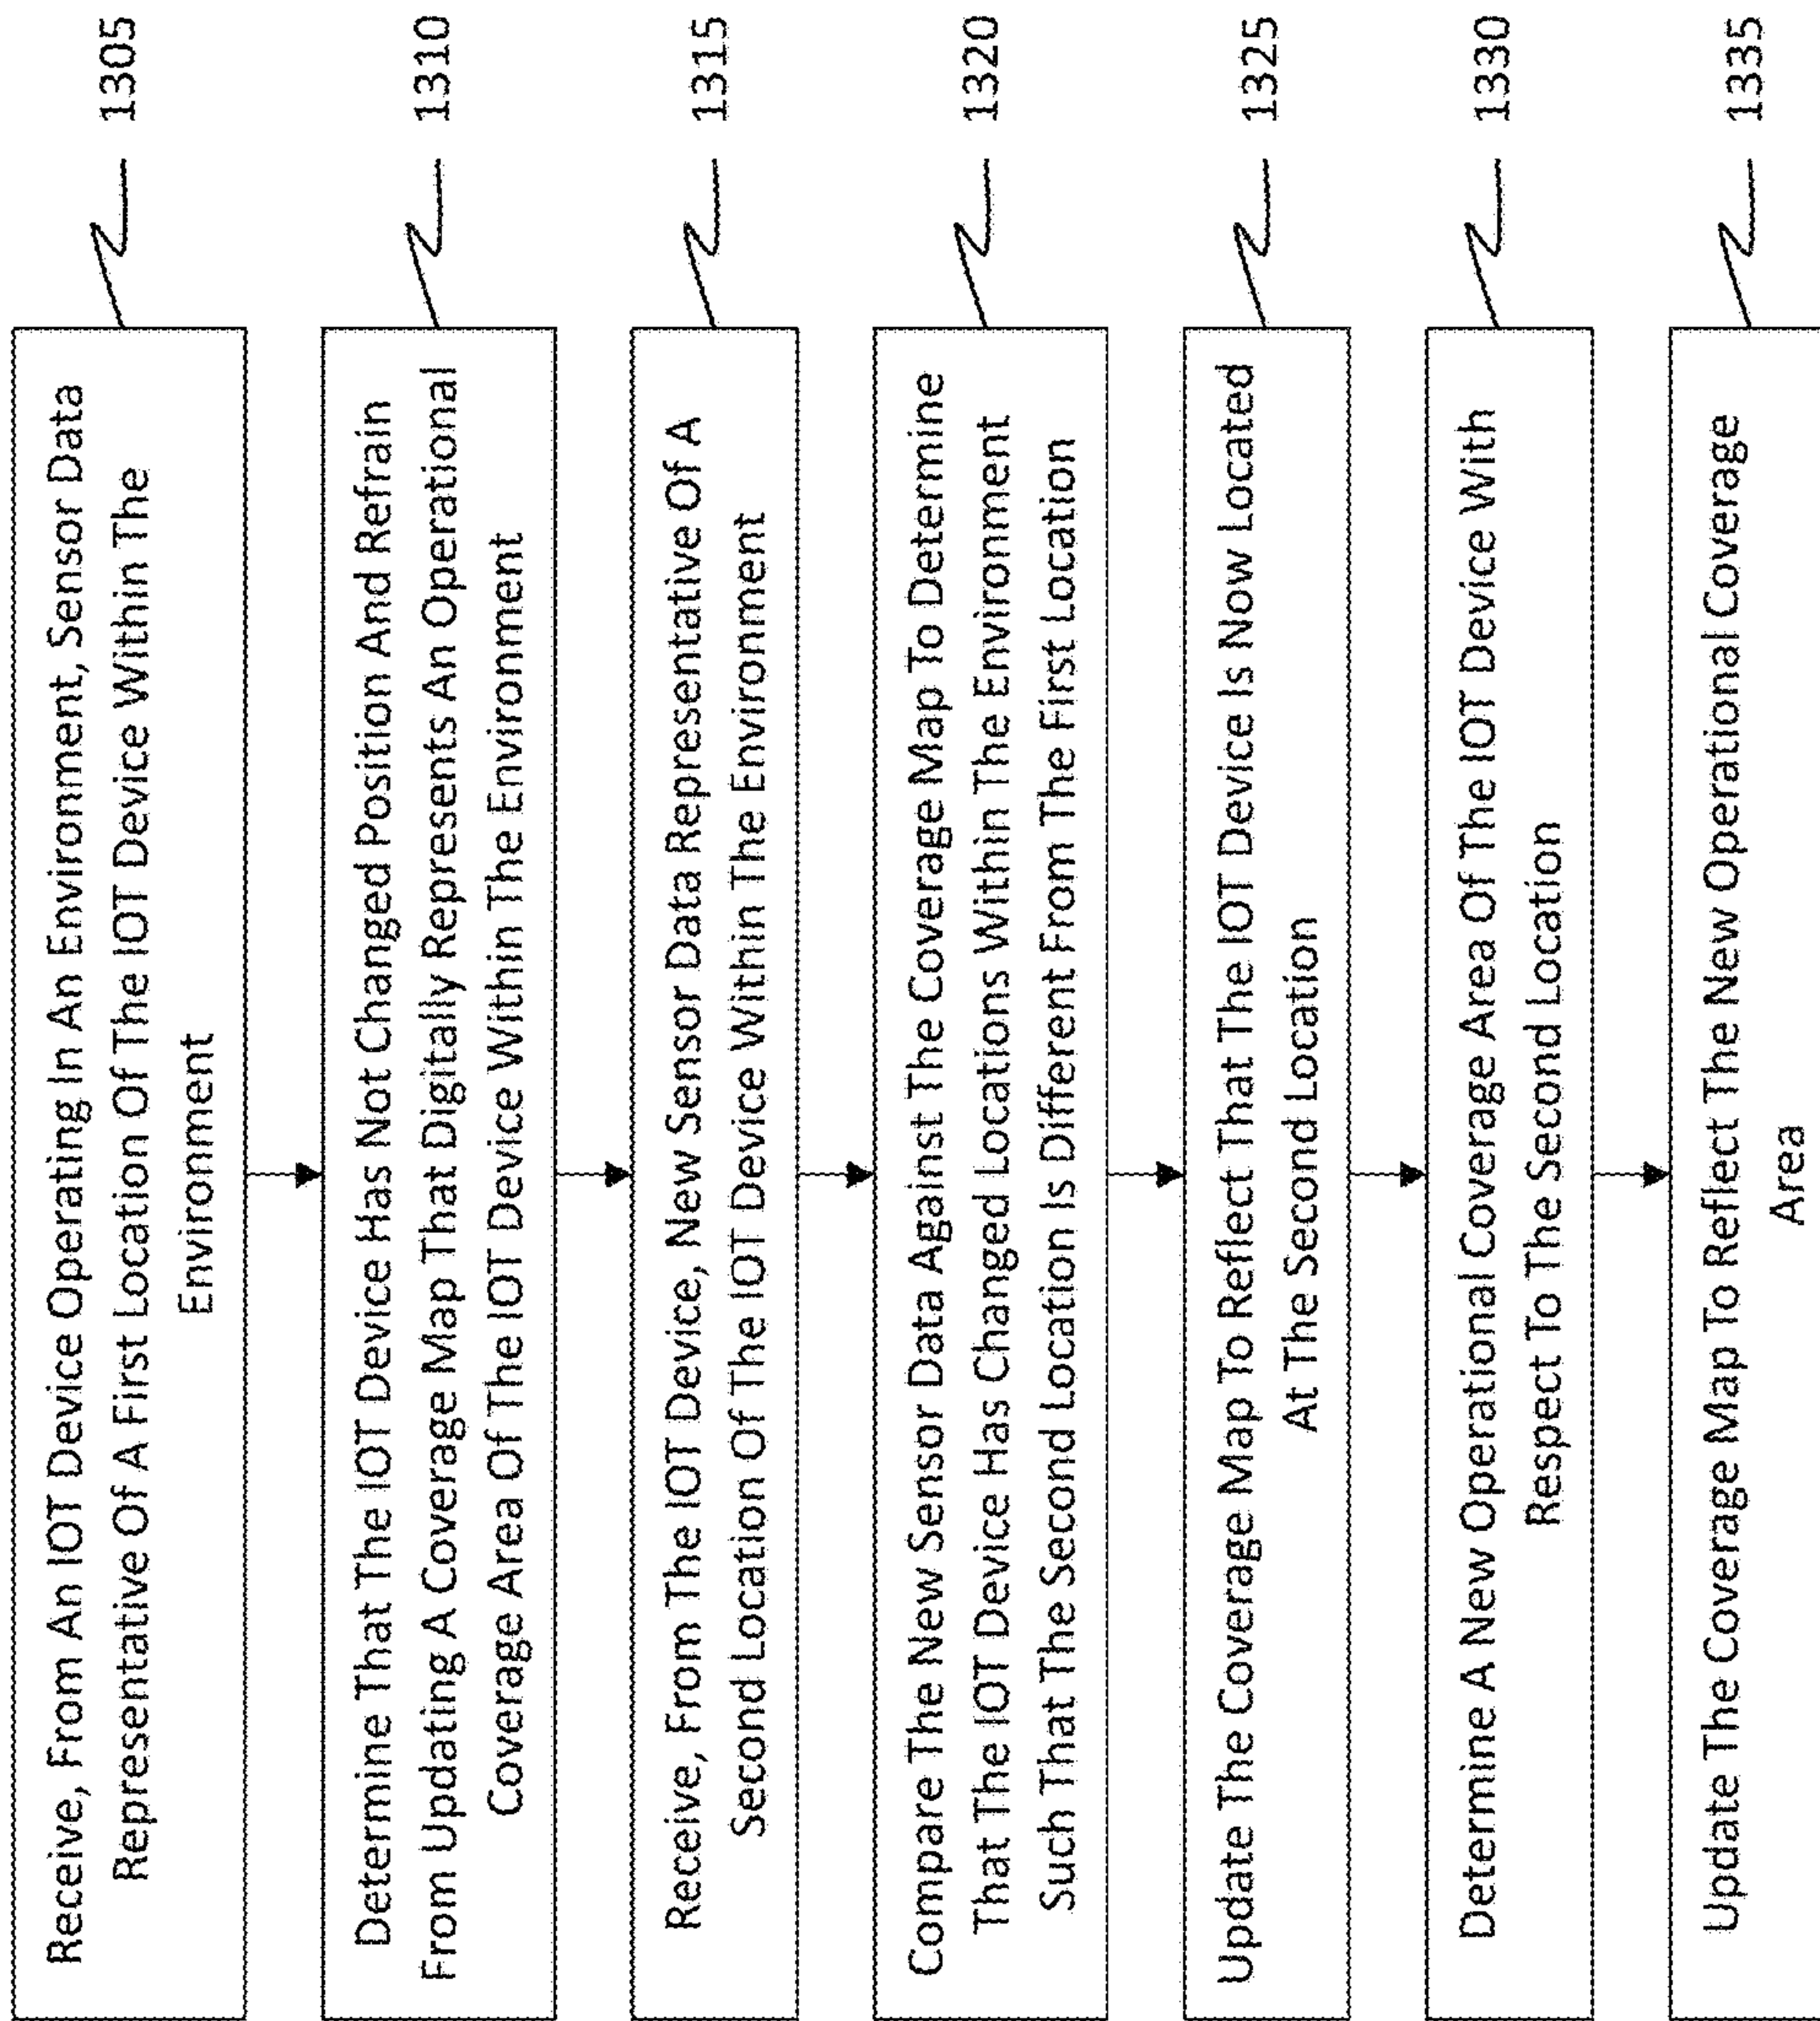 Receive, From An IOT Device Operating In An Environment, Sensor Data
Representative Of A First Location Of The IOT Device Within The
Environment
1305
Determine That The IOT Device Has Not Changed Position And Refrain
From Updating A Coverage Map That Digitally Represents An Operational
Coverage Area Of The IOT Device Within The Environment
1310
Receive, From The IOT Device, New Sensor Data Representative Of A
Second Location Of The IOT Device Within The Environment
1315
Compare The New Sensor Data Against The Coverage Map To Determine
That The IOT Device Has Changed Locations Within The Environment
Such That The Second Location Is Different From The First Location
1320
Update The Coverage Map To Reflect That The IOT Device Is Now Located
At The Second Location
1325
Determine A New Operational Coverage Area Of The IOT Device With
Respect To The Second Location
1330
Update The Coverage Map To Reflect The New Operational Coverage
Area
1335